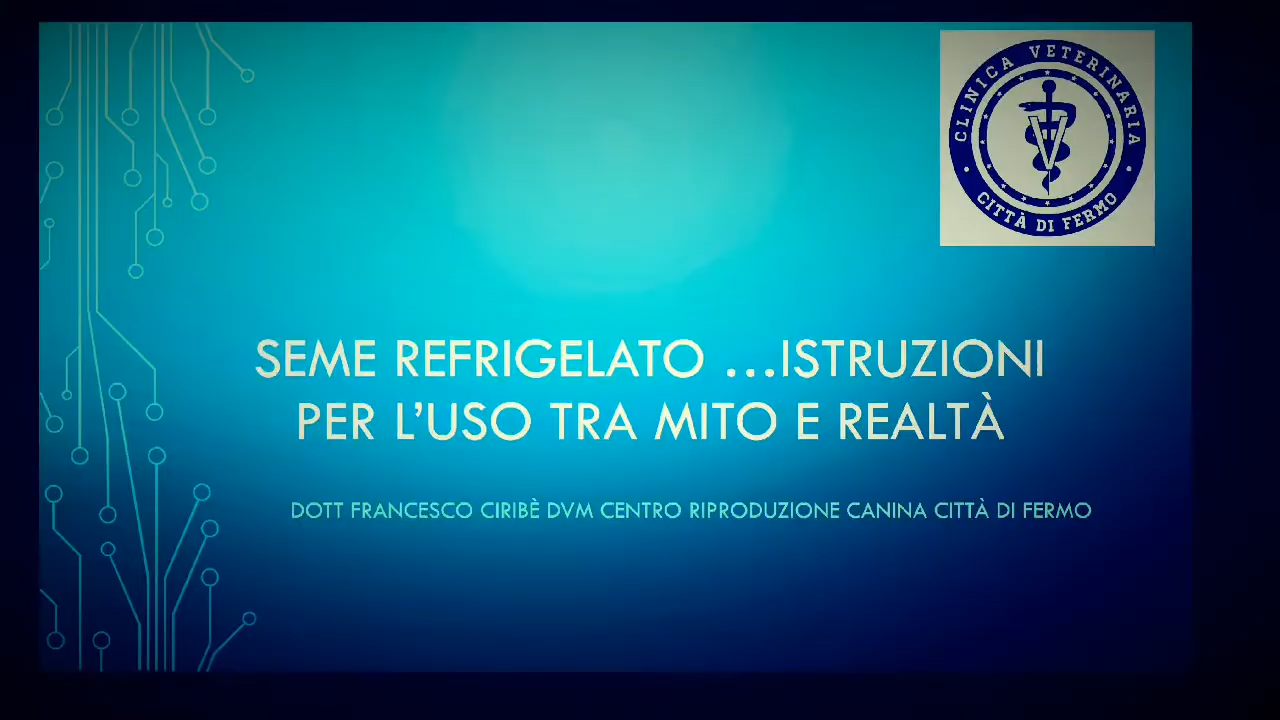 CLINICA VETERINARIA
CITTÀ DI FERMO
SEME REFRIGELATO ...ISTRUZIONI
PER L'USO TRA MITO E REALTÀ
DOTT FRANCESCO CIRIBÈ DVM CENTRO RIPRODUZIONE CANINA CITTÀ DI FERMO